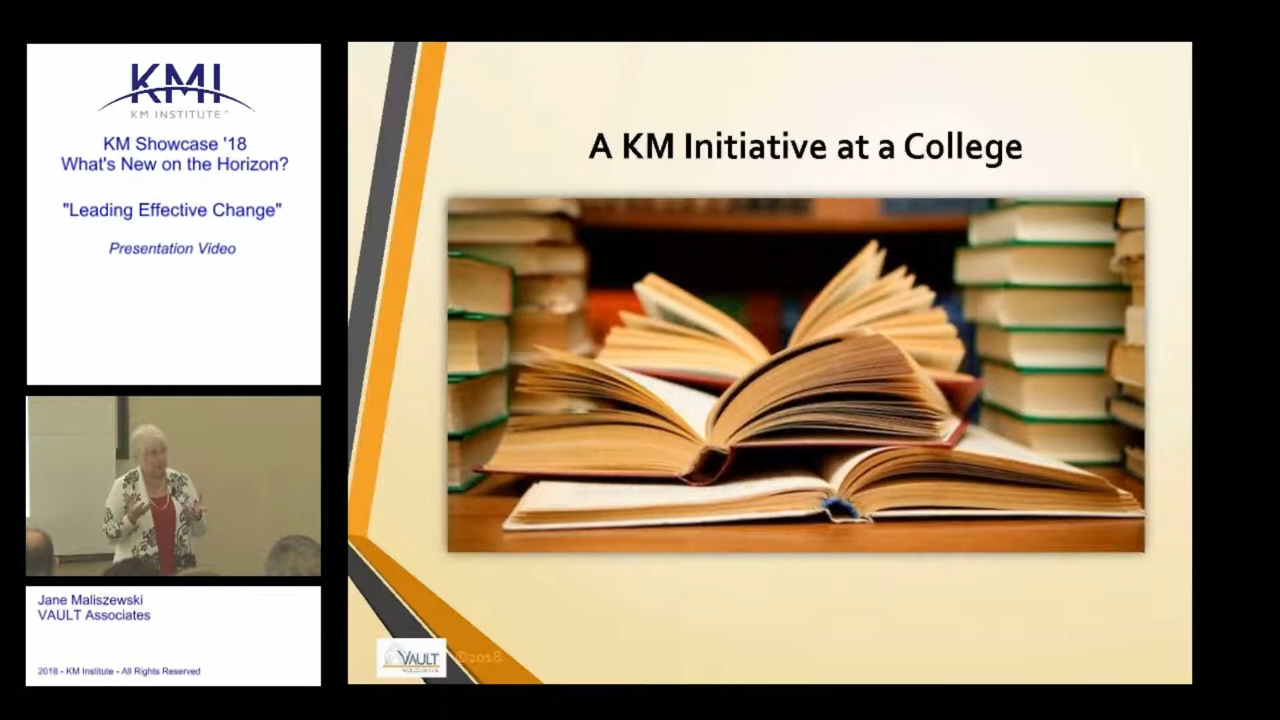 KMI
KM INSTITUTE™
KM Showcase '18
What's New on the Horizon?
"Leading Effective Change"
Presentation Video
Jane Maliszewski
VAULT Associates
2018 - KM Institute - All Rights Reserved
A KM Initiative at a College
VAULT
©2018